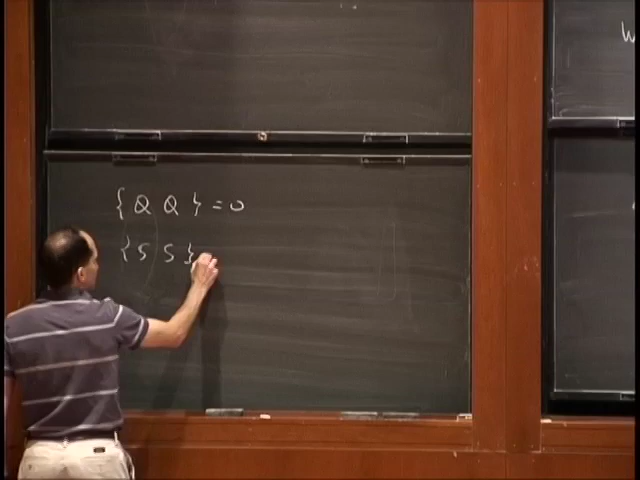 { Q Q } = 0
{ S S }
W